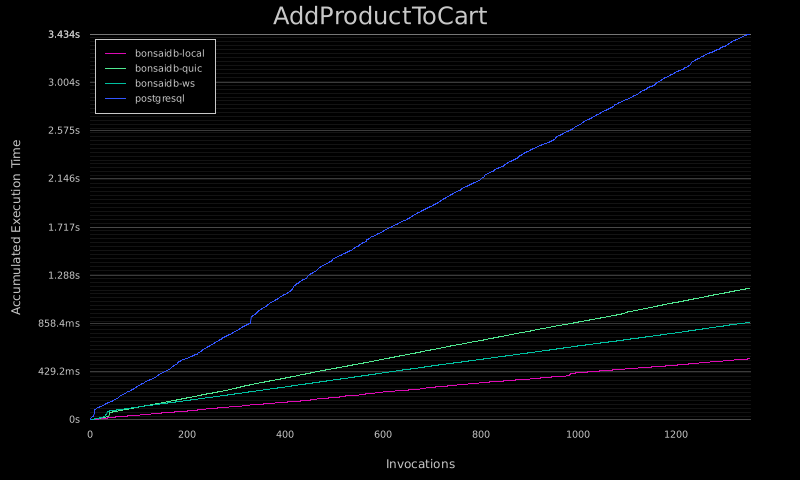 AddProductToCart
3.434s
bonsaidb-local
bonsaidb-quic
bonsaidb-ws
postgresql
3.004s
2.575s
2.146s
1.717s
1.288s
858.4ms
429.2ms
0s
Accumulated Execution Time
0 200 400 600 800 1000 1200
Invocations